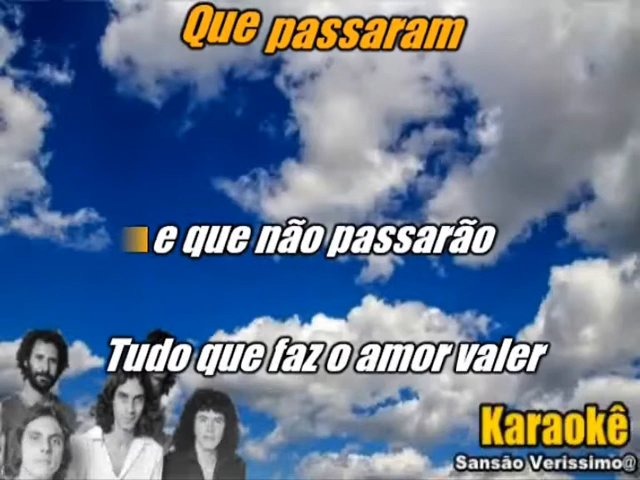 Que passaram
e que não passarão
Tudo que faz o amor valer
Karaokê
Sansão Verissimo@